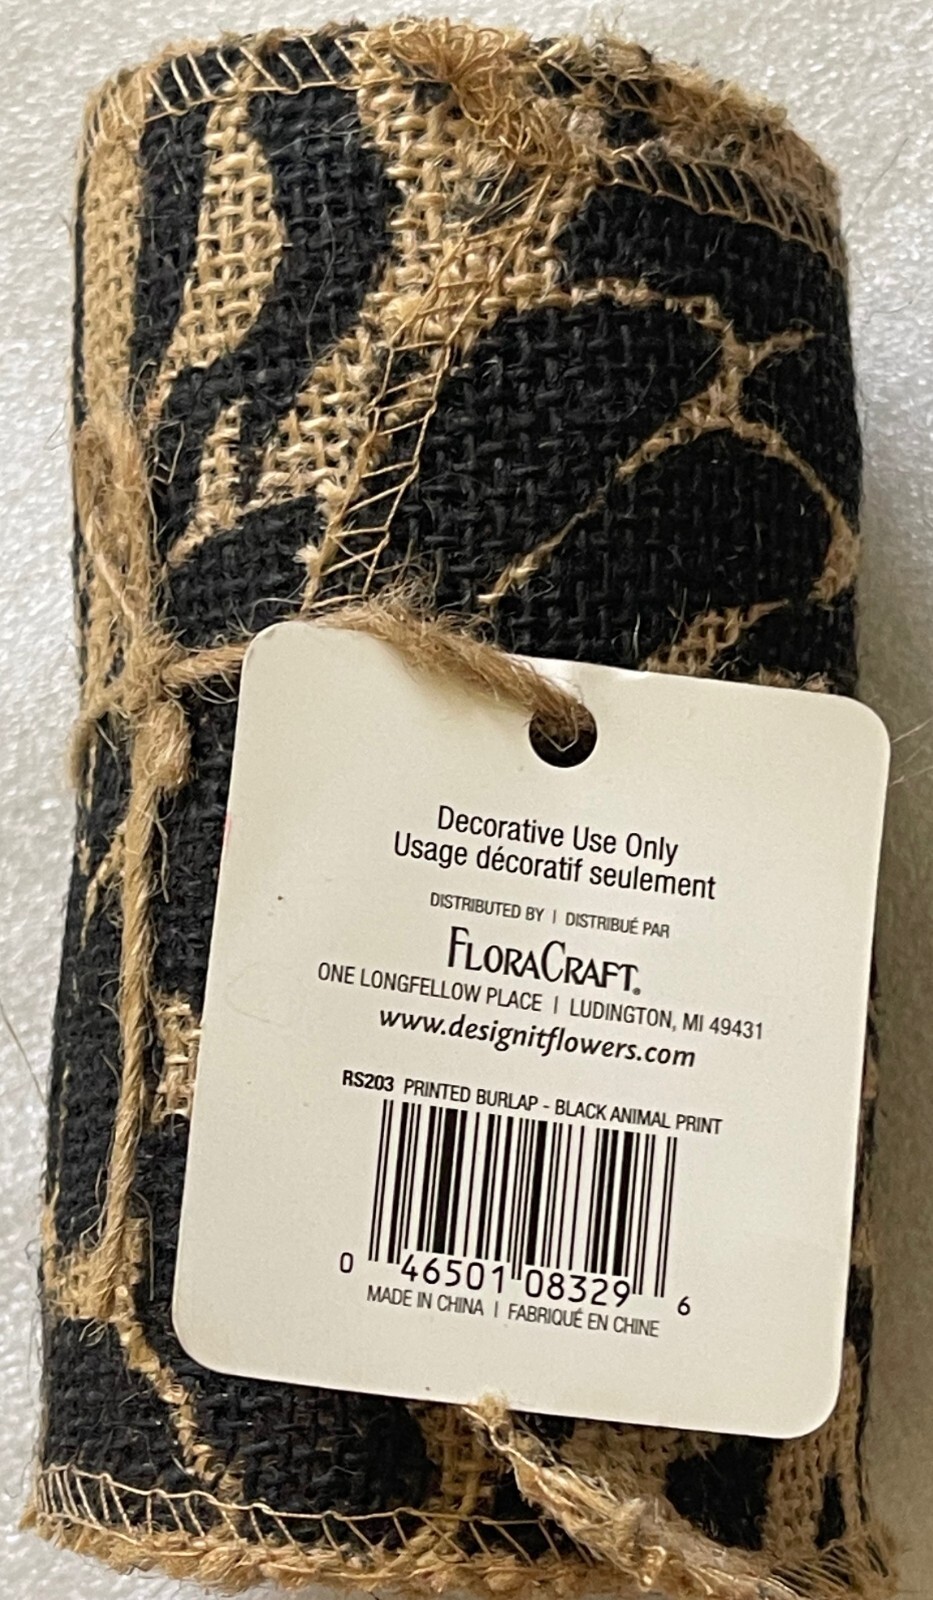 Decorative Use Only
Usage décoratif seulement
DISTRIBUTED BY | DISTRIBUÉ PAR
FLORACRAFT®
ONE LONGFELLOW PLACE | LUDINGTON, MI 49431
www.designitflowers.com
RS203 PRINTED BURLAP - BLACK ANIMAL PRINT
0 46501 08329 6
MADE IN CHINA | FABRIQUÉ EN CHINE